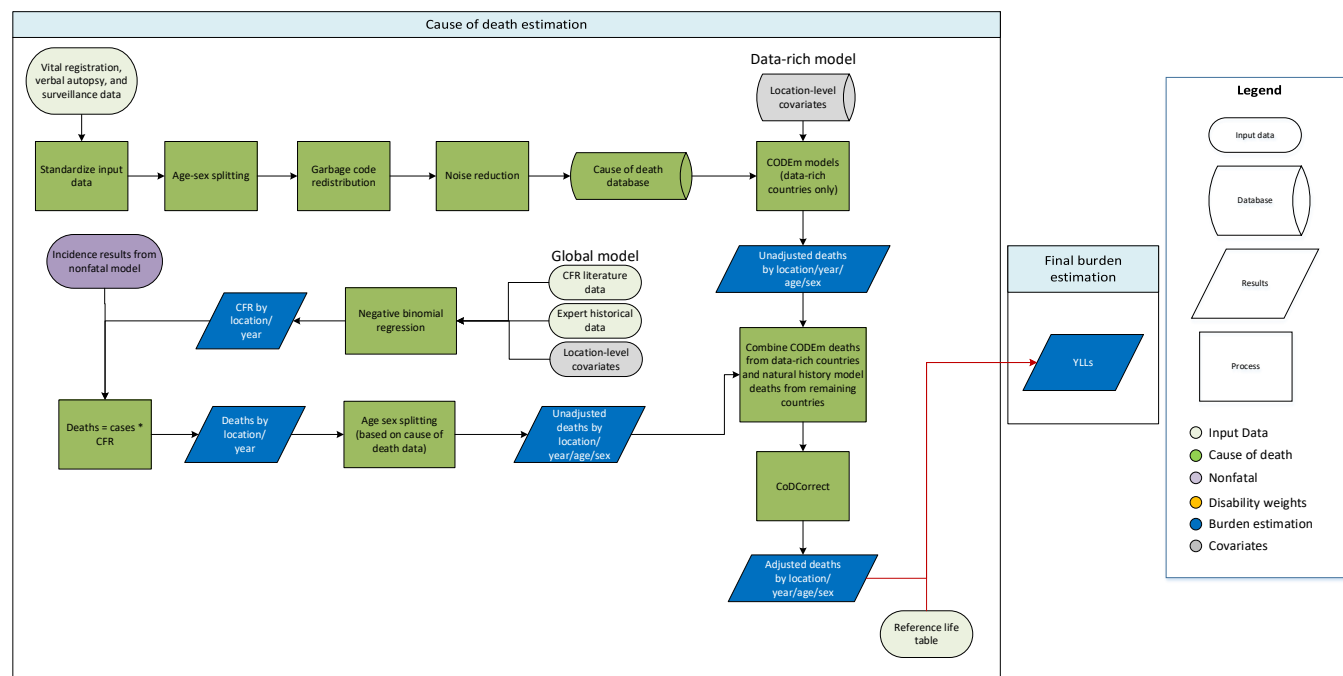 Cause of death estimation
Vital registration,
verbal autopsy, and
surveillance data
Data-rich model
Location-level
covariates
Standardize input
data
Age-sex splitting
Garbage code
redistribution
Noise reduction
Cause of death
database
CODEm models
(data-rich
countries only)
Unadjusted deaths
by location/year/
age/sex
Incidence results from
nonfatal model
Global model
CFR literature
data
Expert historical
data
Location-level
covariates
Negative binomial
regression
CFR by
location/
year
Combine CODEm deaths
from data-rich countries
and natural history model
deaths from remaining
countries
Deaths = cases *
CFR
Deaths by
location/
year
Age sex splitting
(based on cause of
death data)
Unadjusted
deaths by
location/
year/age/sex
CoDCorrect
Adjusted deaths
by location/
year/age/sex
Reference life
table
Final burden
estimation
YLLs
Legend
Input data
Database
Results
Process
Input Data
Cause of death
Nonfatal
Disability weights
Burden estimation
Covariates